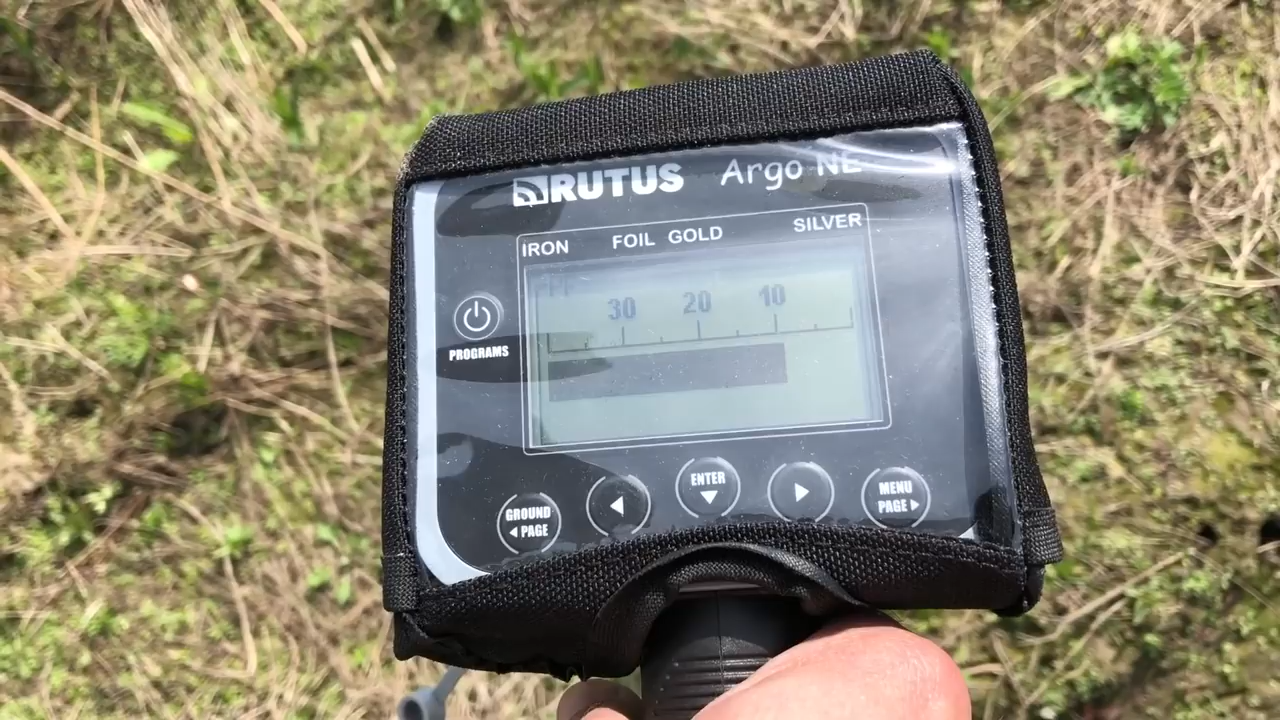 RUTUS Argo NE
IRON FOIL GOLD SILVER
30 20 10
PROGRAMS
GROUND ◀ PAGE
◀
ENTER ▼
▶
MENU PAGE ▶